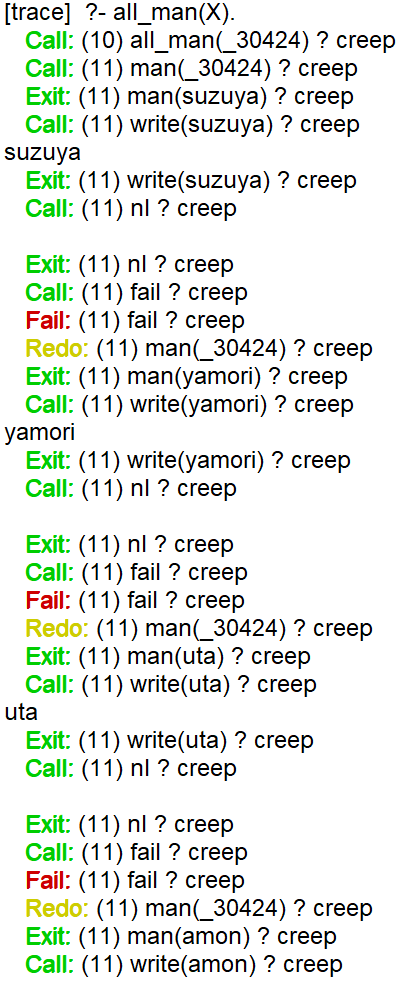 [trace]  ?- all_man(X).
Call: (10) all_man(_30424) ? creep
Call: (11) man(_30424) ? creep
Exit: (11) man(suzuya) ? creep
Call: (11) write(suzuya) ? creep
suzuya
Exit: (11) write(suzuya) ? creep
Call: (11) nl ? creep
Exit: (11) nl ? creep
Call: (11) fail ? creep
Fail: (11) fail ? creep
Redo: (11) man(_30424) ? creep
Exit: (11) man(yamori) ? creep
Call: (11) write(yamori) ? creep
yamori
Exit: (11) write(yamori) ? creep
Call: (11) nl ? creep
Exit: (11) nl ? creep
Call: (11) fail ? creep
Fail: (11) fail ? creep
Redo: (11) man(_30424) ? creep
Exit: (11) man(uta) ? creep
Call: (11) write(uta) ? creep
uta
Exit: (11) write(uta) ? creep
Call: (11) nl ? creep
Exit: (11) nl ? creep
Call: (11) fail ? creep
Fail: (11) fail ? creep
Redo: (11) man(_30424) ? creep
Exit: (11) man(amon) ? creep
Call: (11) write(amon) ? creep